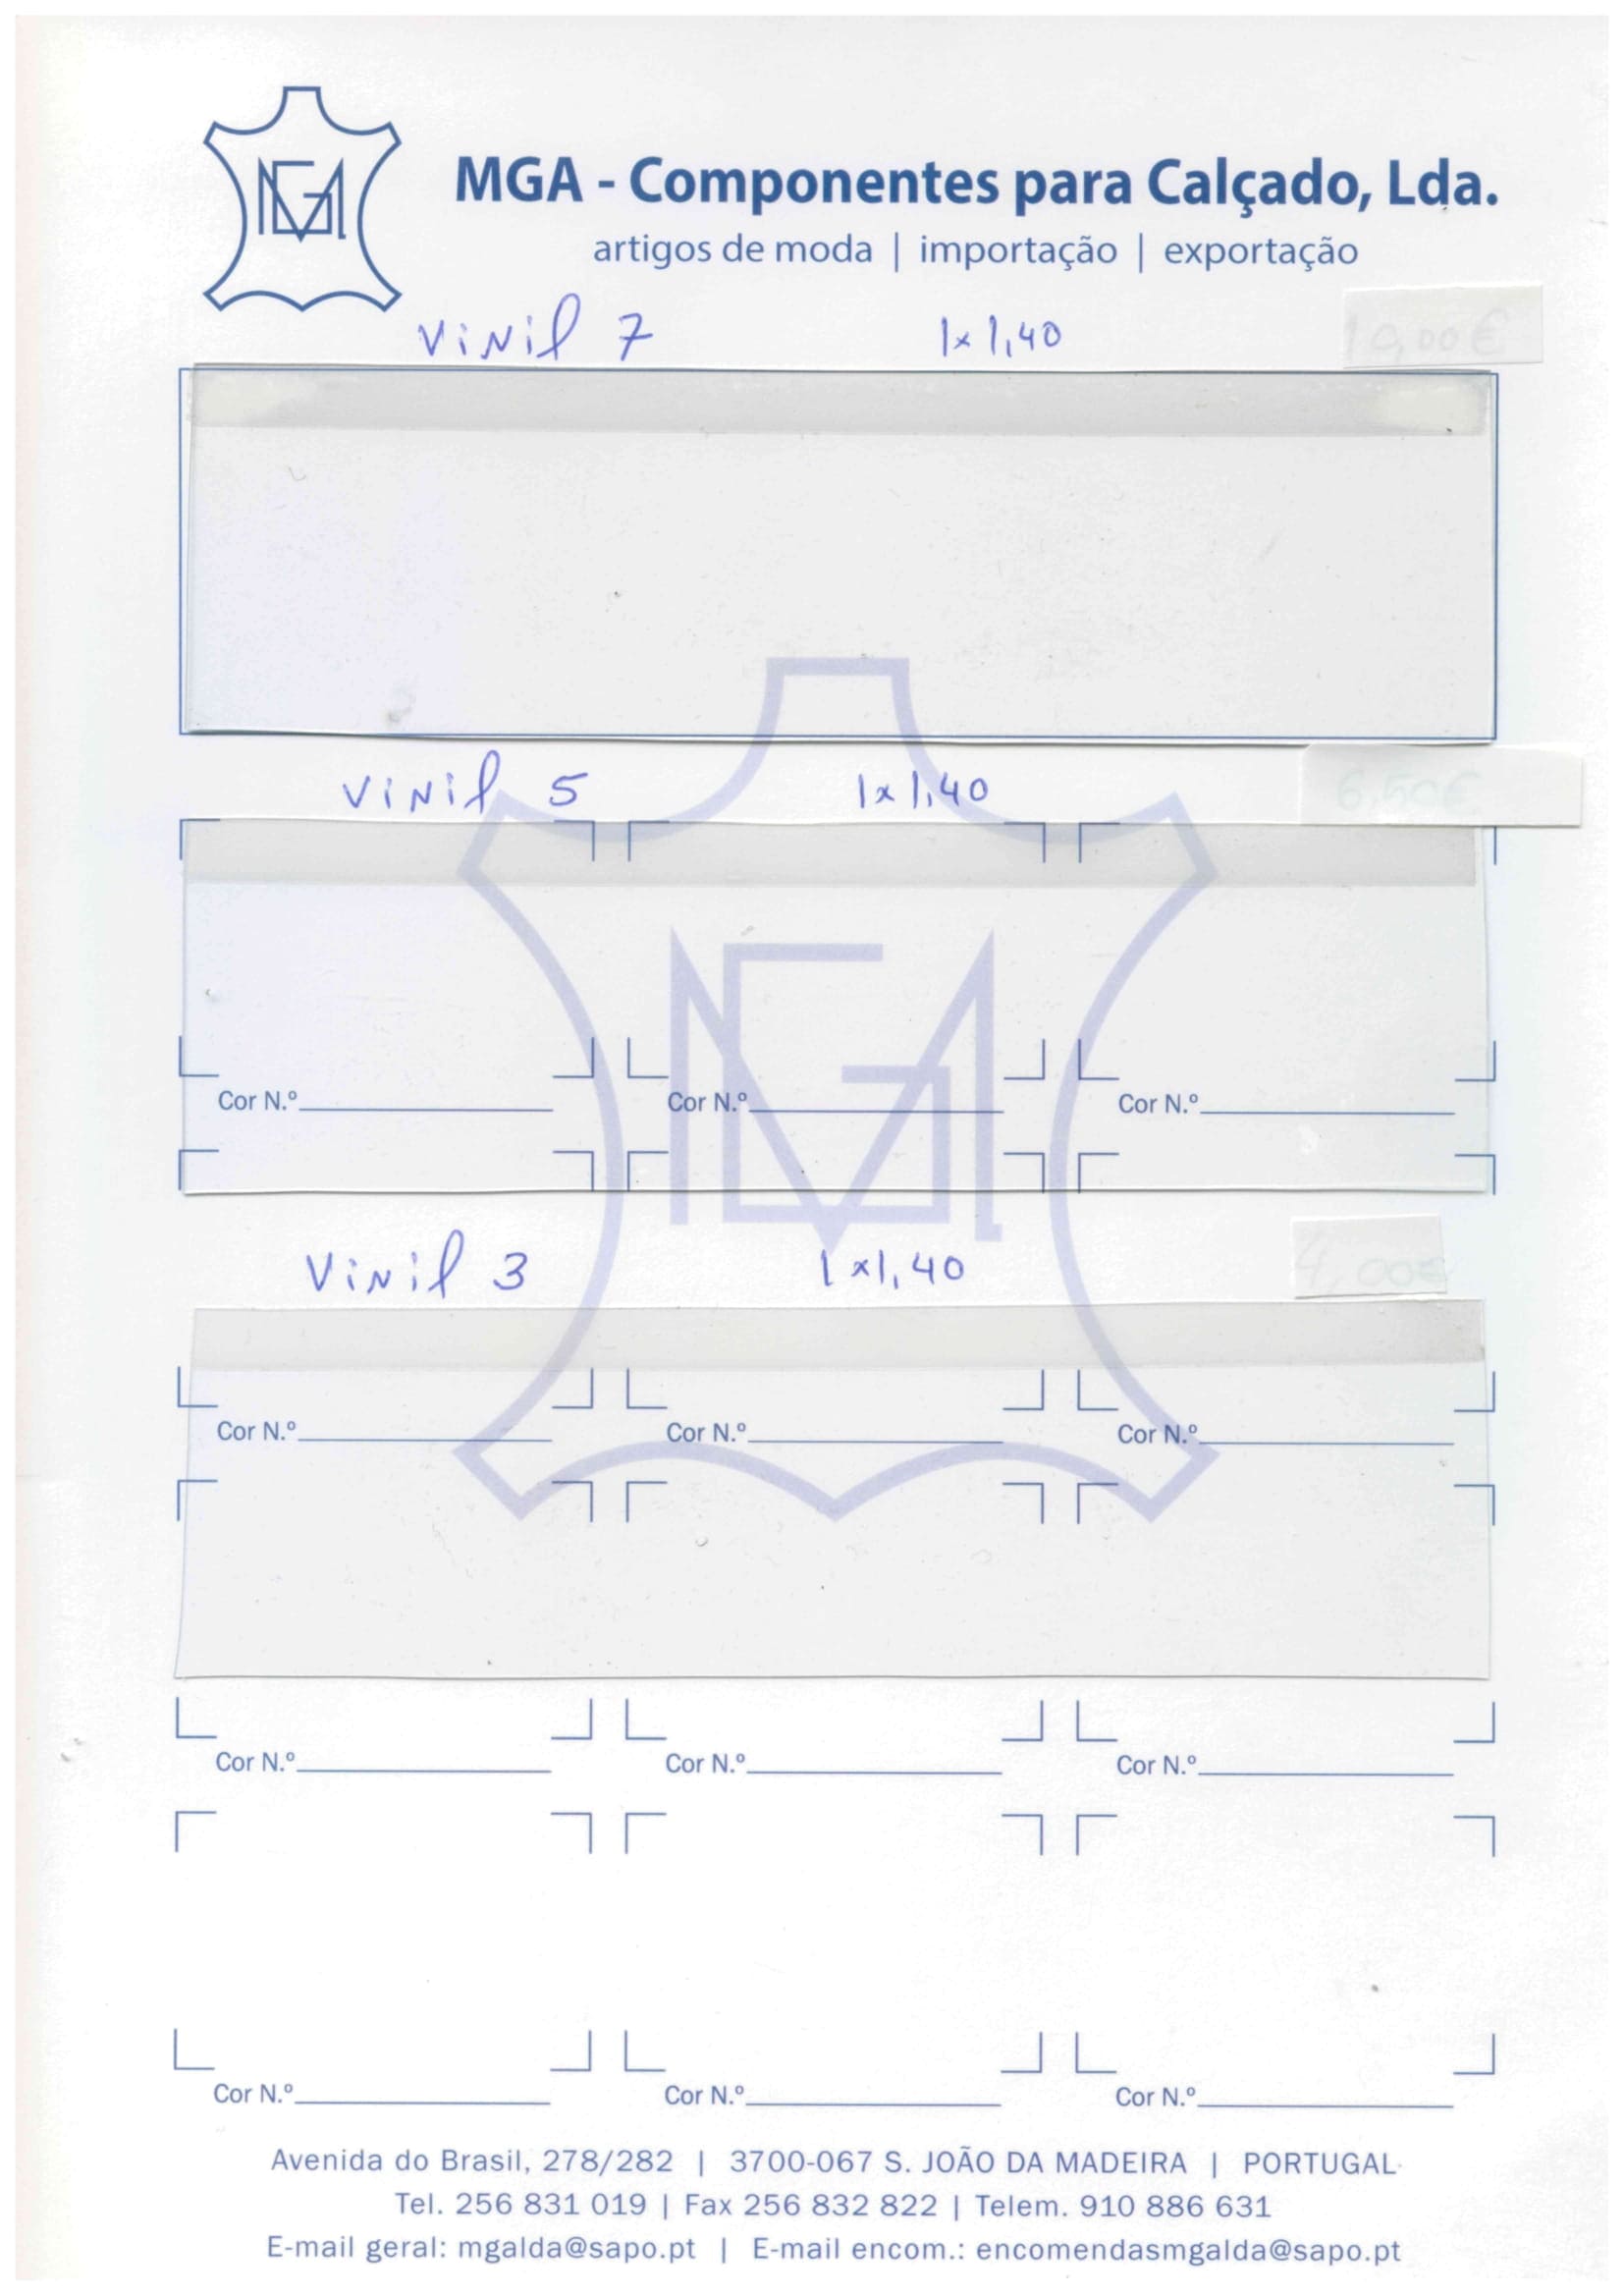 MGA
MGA - Componentes para Calçado, Lda.
artigos de moda | importação | exportação
Vinil 7 1x1,40
Vinil 5 1x1,40 6,50€
MGA
Cor N.º Cor N.º Cor N.º
Vinil 3 1x1,40 4,00€
Cor N.º Cor N.º Cor N.º
Cor N.º Cor N.º Cor N.º
Cor N.º Cor N.º Cor N.º
Avenida do Brasil, 278/282 | 3700-067 S. JOÃO DA MADEIRA | PORTUGAL
Tel. 256 831 019 | Fax 256 832 822 | Telem. 910 886 631
E-mail geral: mgalda@sapo.pt | E-mail encom.: encomendasmgalda@sapo.pt